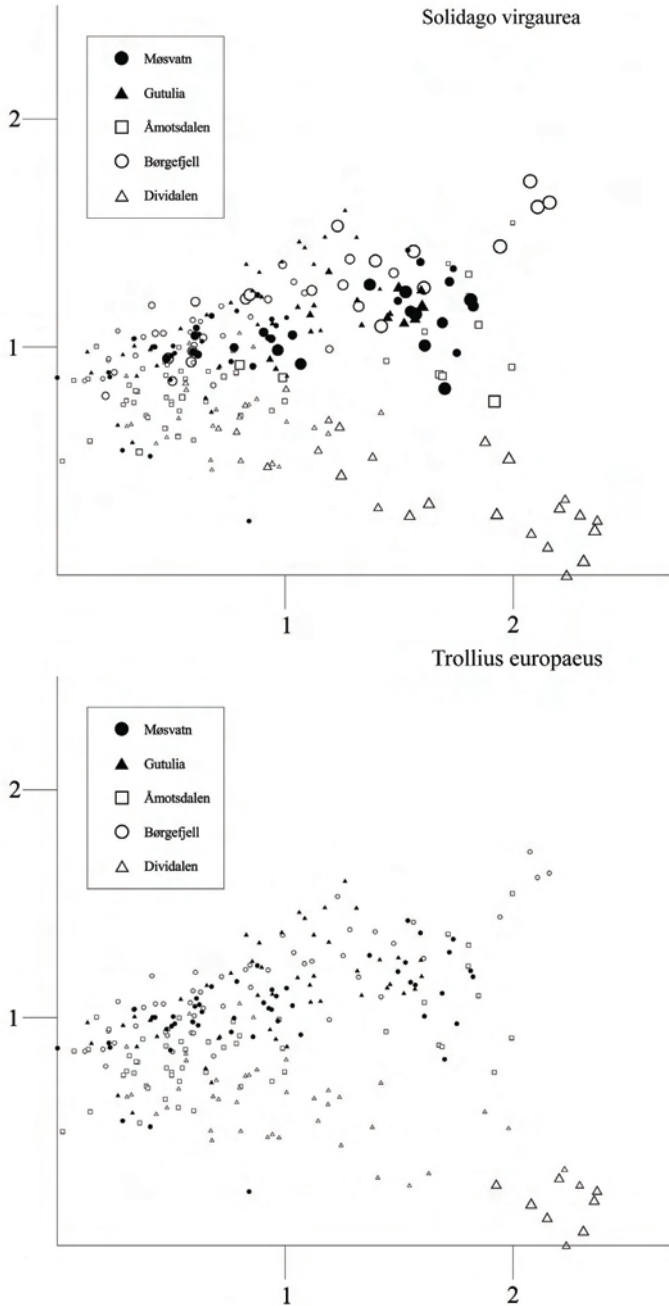 Solidago virgaurea
Møsvatn
Gutulia
Åmotsdalen
Børgefjell
Dividalen
2
1
1 2
Trollius europaeus
Møsvatn
Gutulia
Åmotsdalen
Børgefjell
Dividalen
2
1
1 2